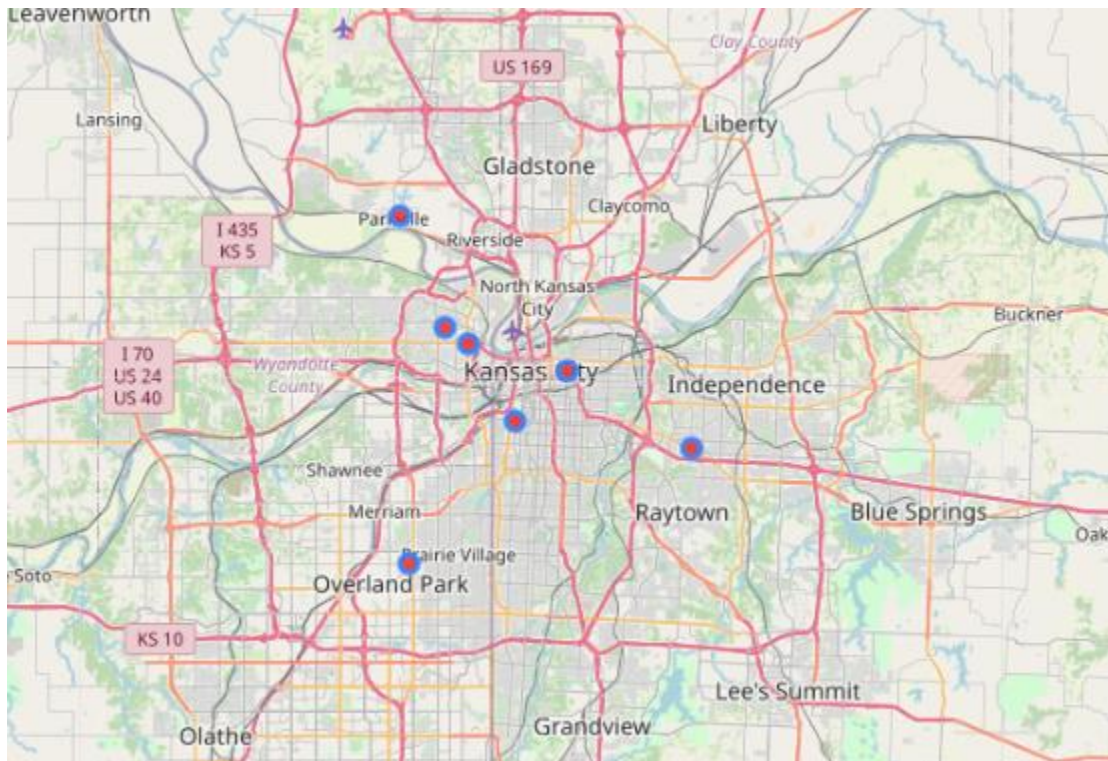 Leavenworth
Clay County
US 169
Lansing
Liberty
Gladstone
Claycomo
I 435
KS 5
Riverside
North Kansas
City
Buckner
I 70
US 24
US 40
Wyandotte
County
Kansas City
Independence
Shawnee
Merriam
Raytown
Blue Springs
Oak
Prairie Village
Soto
Overland Park
KS 10
Lee's Summit
Grandview
Olathe